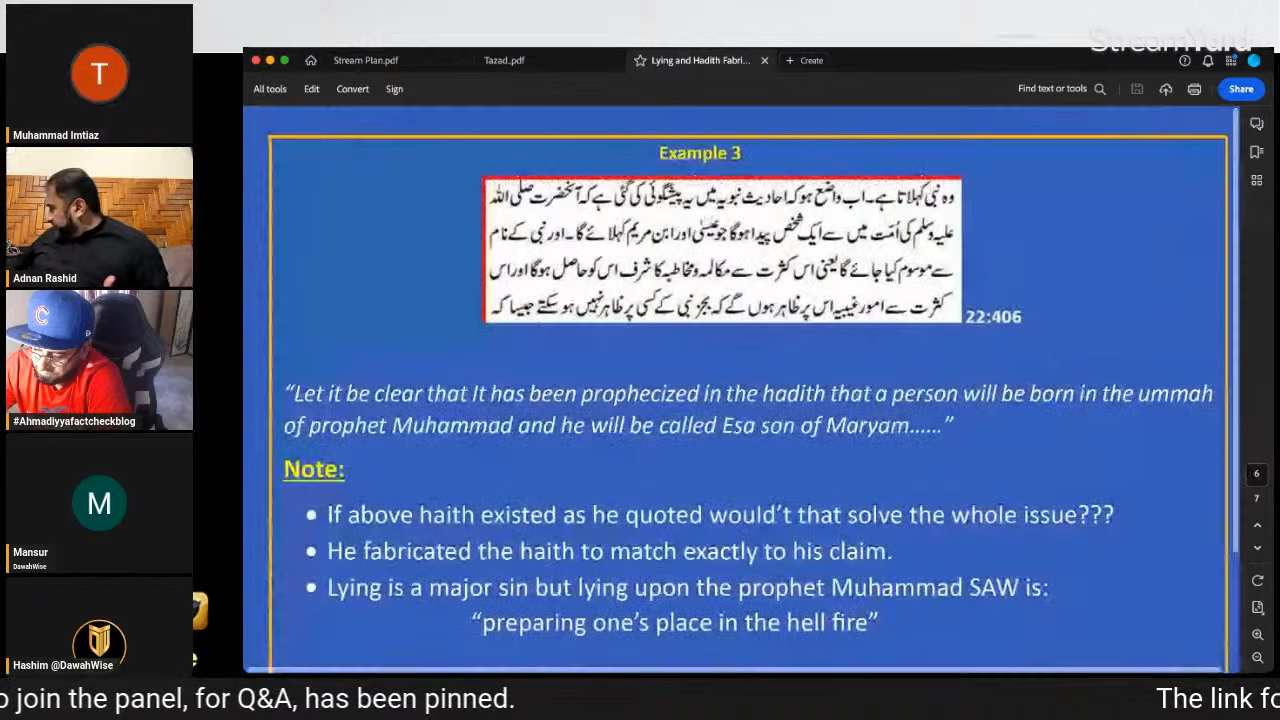 StreamYard
T
Muhammad Imtiaz
Adnan Rashid
#Ahmadiyyafactcheckblog
M
Mansur
DawahWise
Hashim @DawahWise
Stream Plan.pdf
Tazad.pdf
Lying and Hadith Fabri...
Create
All tools
Edit
Convert
Sign
Find text or tools
Share
Example 3
وہ نبی کہلاتا ہے۔ اب واضح ہو کہ احادیث نبویہ میں یہ پیشگوئی کی گئی ہے کہ آنحضرت صلی اللہ
علیہ وسلم کی اُمّت میں سے ایک شخص پیدا ہوگا جو عیسیٰ اور ابن مریم کہلائے گا۔ اور نبی کے نام
سے موسوم کیا جائے گا یعنی اس کثرت سے مکالمہ ومخاطبہ کا شرف اس کو حاصل ہوگا اور اس
کثرت سے امور غیبیہ اس پر ظاہر ہوں گے کہ بجز نبی کے کسی پر ظاہر نہیں ہو سکتے جیسا کہ
22:406
“Let it be clear that It has been prophecized in the hadith that a person will be born in the ummah
of prophet Muhammad and he will be called Esa son of Maryam......”
Note:
• If above haith existed as he quoted would’t that solve the whole issue???
• He fabricated the haith to match exactly to his claim.
• Lying is a major sin but lying upon the prophet Muhammad SAW is:
“preparing one’s place in the hell fire”
6
7
o join the panel, for Q&A, has been pinned.
The link fo